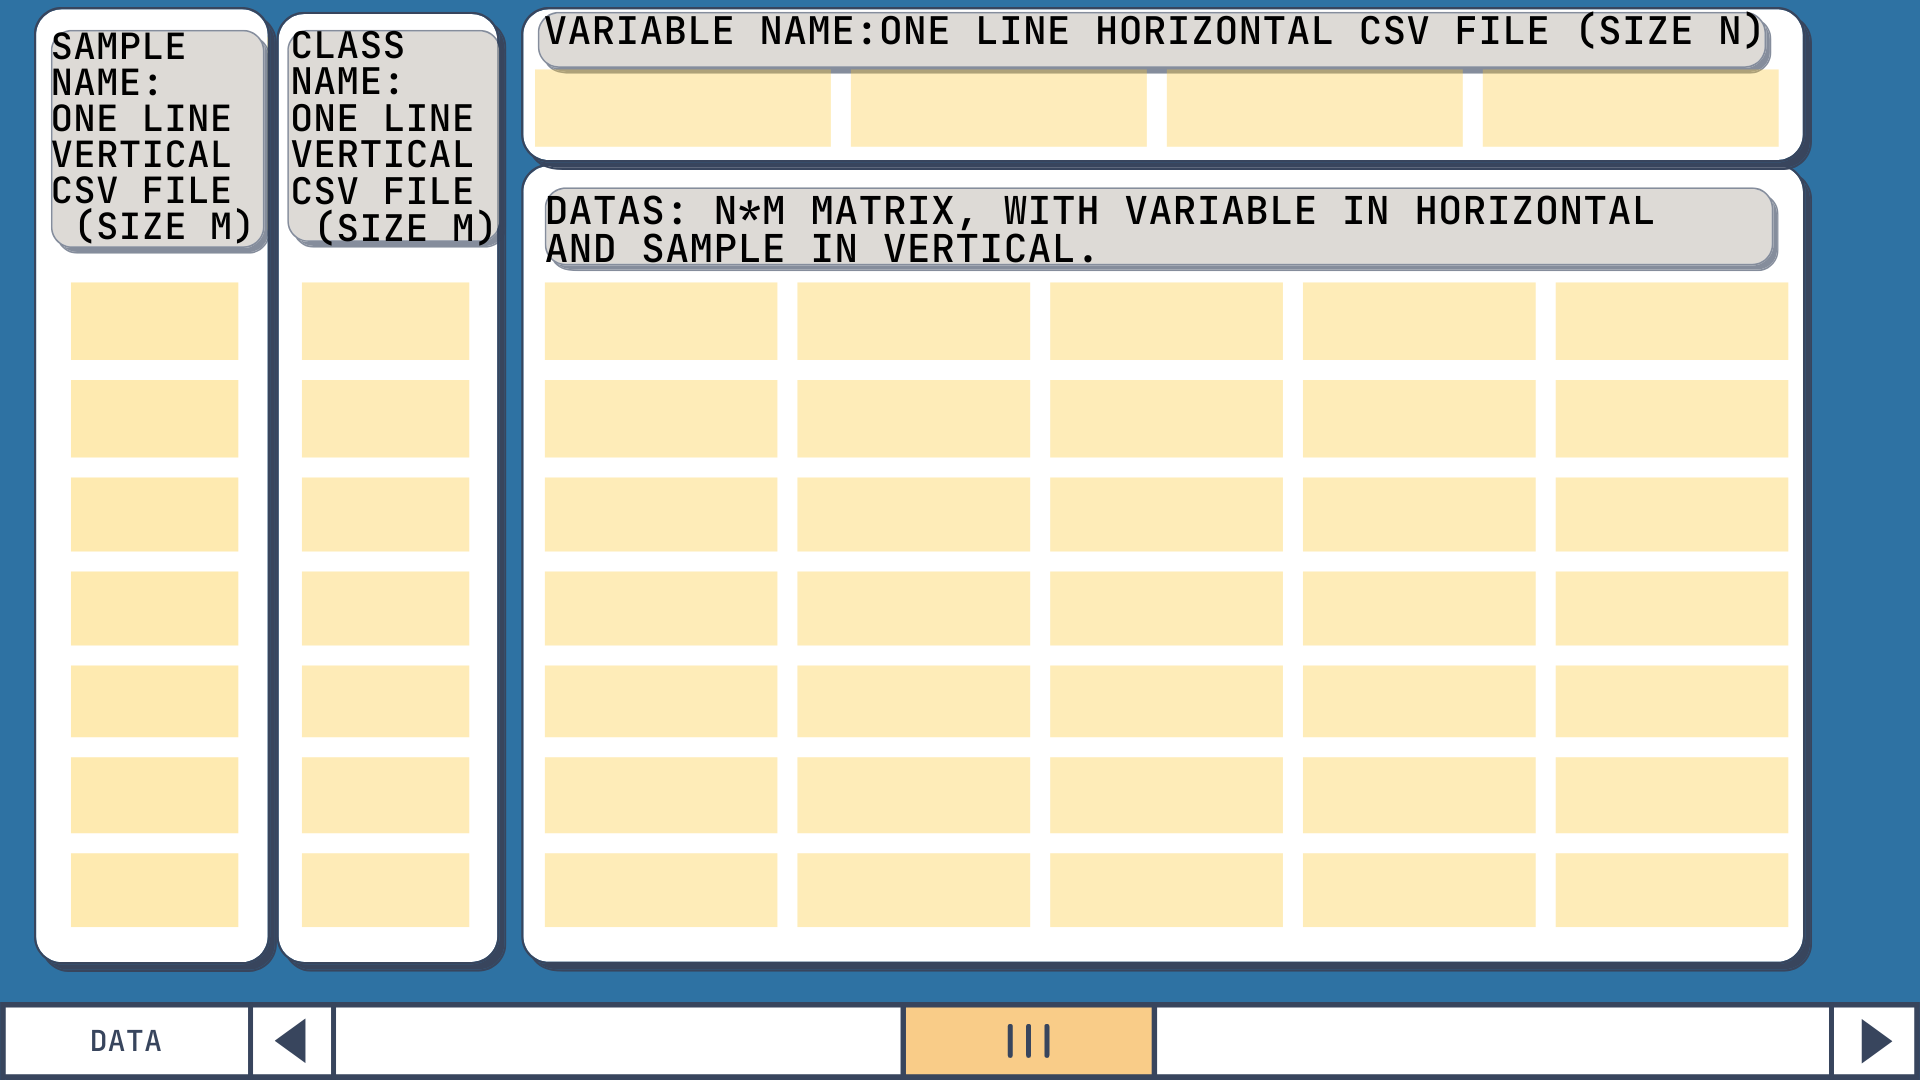 SAMPLE
NAME:
ONE LINE
VERTICAL
CSV FILE
(SIZE M)
CLASS
NAME:
ONE LINE
VERTICAL
CSV FILE
(SIZE M)
VARIABLE NAME:ONE LINE HORIZONTAL CSV FILE (SIZE N)
DATAS: N*M MATRIX, WITH VARIABLE IN HORIZONTAL
AND SAMPLE IN VERTICAL.
DATA